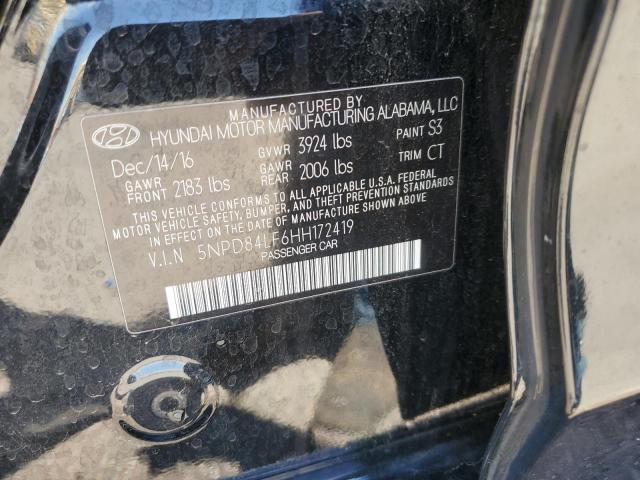 MANUFACTURED BY
HYUNDAI MOTOR MANUFACTURING ALABAMA, LLC
Dec/14/16 GVWR 3924 lbs PAINT S3
GAWR FRONT 2183 lbs GAWR REAR 2006 lbs TRIM CT
THIS VEHICLE CONFORMS TO ALL APPLICABLE U.S.A. FEDERAL
MOTOR VEHICLE SAFETY, BUMPER, AND THEFT PREVENTION STANDARDS
IN EFFECT ON THE DATE OF MANUFACTURE SHOWN ABOVE.
V.I.N 5NPD84LF6HH172419
PASSENGER CAR